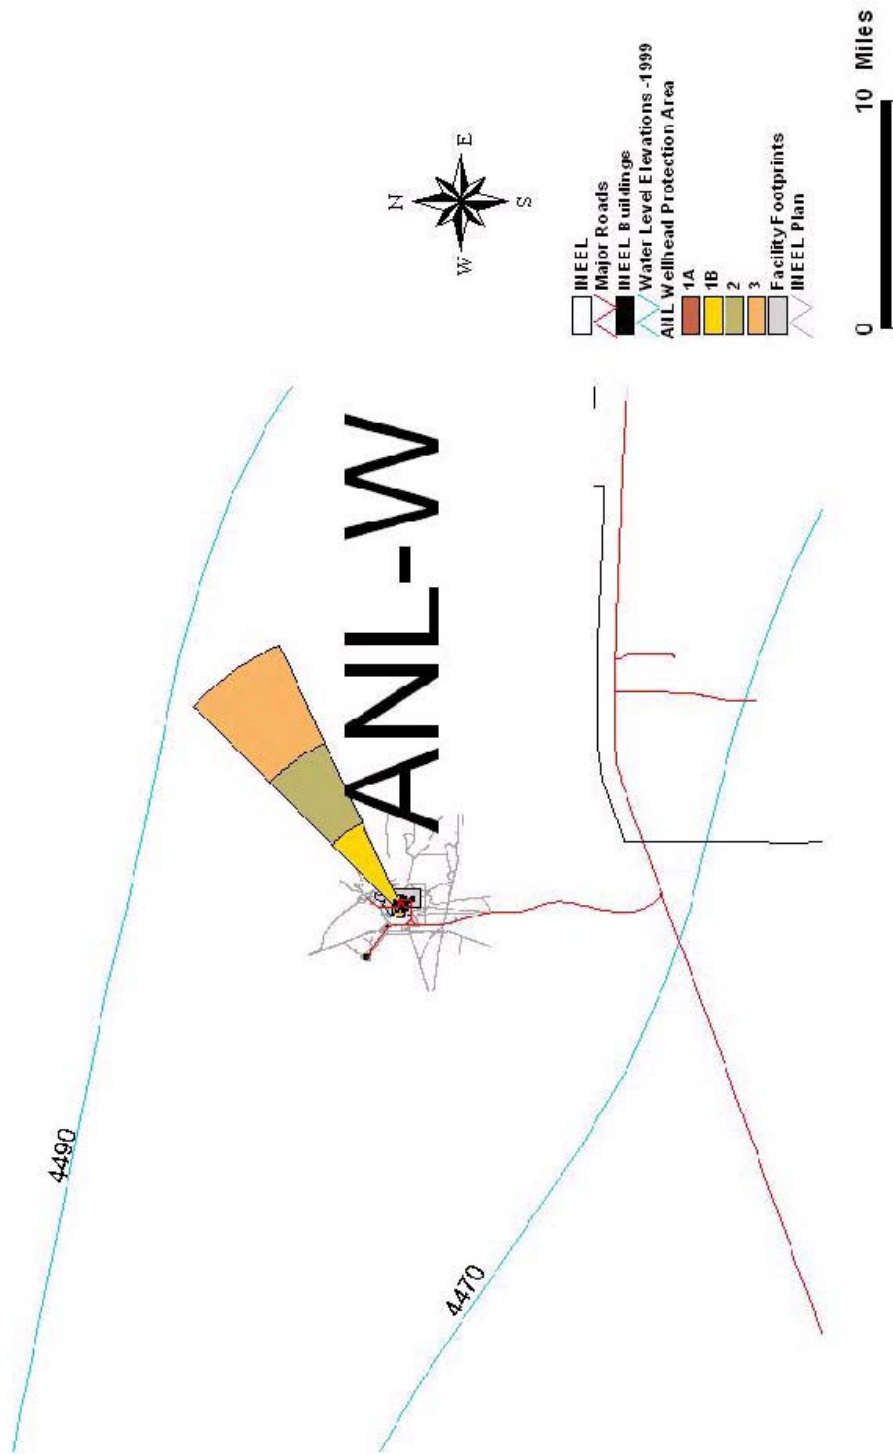 4490
4470
ANL-W
N
W
E
S
INEEL
Major Roads
INEEL Buildings
Water Level Elevations -1999
ANL Wellhead Protection Area
1A
1B
2
3
Facility Footprints
INEEL Plan
0
10 Miles